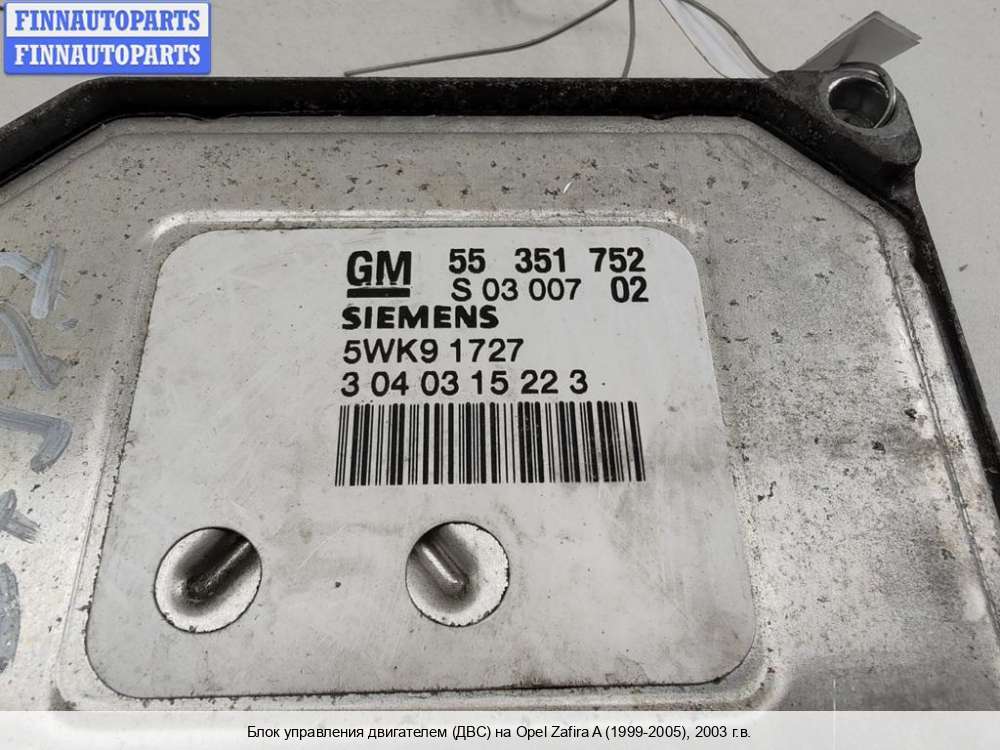 FINNAUTOPARTS
FINNAUTOPARTS
GM 55 351 752
S 03 007 02
SIEMENS
5WK9 1727
3 04 03 15 22 3
Блок управления двигателем (ДВС) на Opel Zafira A (1999-2005), 2003 г.в.